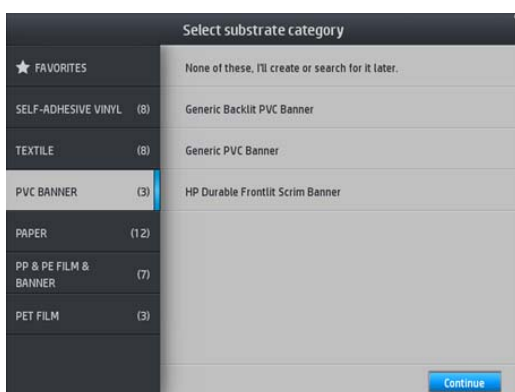 Select substrate category
FAVORITES
SELF-ADHESIVE VINYL (8)
TEXTILE (8)
PVC BANNER (3)
PAPER (12)
PP & PE FILM &
BANNER (7)
PET FILM (3)
None of these, I'll create or search for it later.
Generic Backlit PVC Banner
Generic PVC Banner
HP Durable Frontlit Scrim Banner
Continue